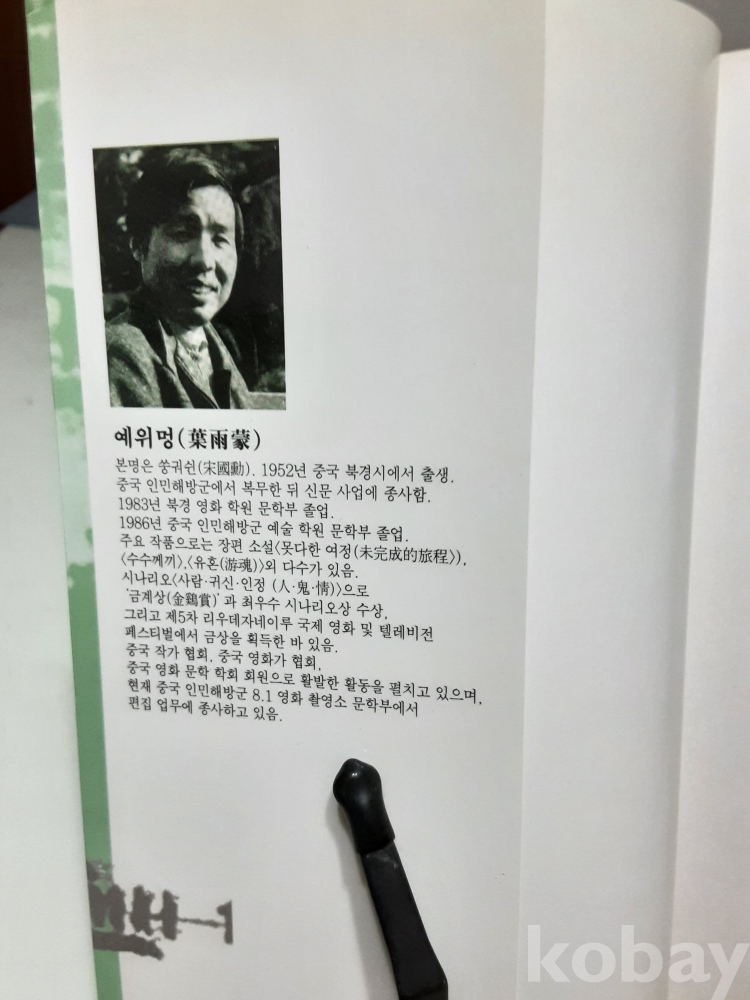 예위멍(葉雨蒙)
본명은 쑹궈쉰(宋國勳). 1952년 중국 북경시에서 출생.
중국 인민해방군에서 복무한 뒤 신문 사업에 종사함.
1983년 북경 영화 학원 문학부 졸업.
1986년 중국 인민해방군 예술 학원 문학부 졸업.
주요 작품으로는 장편 소설〈못다한 여정(未完成的旅程)〉,
〈수수께끼〉,〈유혼(游魂)〉외 다수가 있음.
시나리오〈사람·귀신·인정 (人·鬼·情)〉으로
'금계상(金鷄賞)'과 최우수 시나리오상 수상,
그리고 제5차 리우데자네이루 국제 영화 및 텔레비전
페스티벌에서 금상을 획득한 바 있음.
중국 작가 협회, 중국 영화가 협회,
중국 영화 문학 학회 회원으로 활발한 활동을 펼치고 있으며,
현재 중국 인민해방군 8.1 영화 촬영소 문학부에서
편집 업무에 종사하고 있음.
kobay